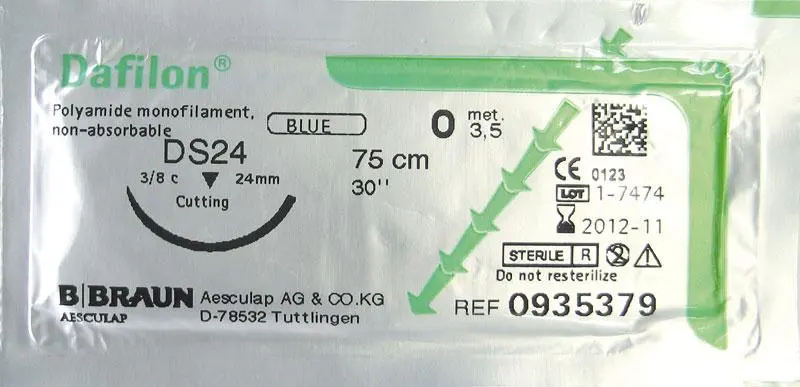 Dafilon®
Polyamide monofilament,
non-absorbable
BLUE
0 met.
3,5
DS24
3/8 c 24mm
Cutting
75 cm
30''
CE 0123
LOT 1-7474
2012-11
STERILE R 2
Do not resterilize
B|BRAUN
AESCULAP
Aesculap AG & CO.KG
D-78532 Tuttlingen
REF 0935379